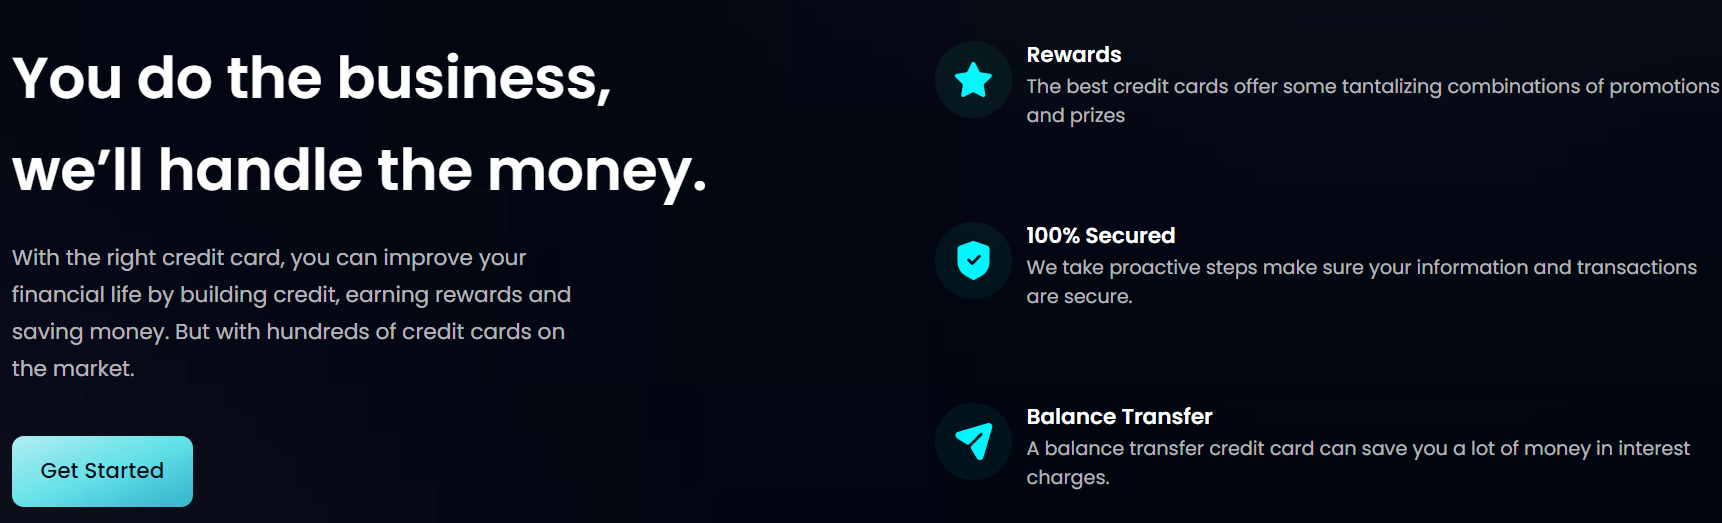 You do the business,
we’ll handle the money.
With the right credit card, you can improve your
financial life by building credit, earning rewards and
saving money. But with hundreds of credit cards on
the market.
Get Started
Rewards
The best credit cards offer some tantalizing combinations of promotions
and prizes
100% Secured
We take proactive steps make sure your information and transactions
are secure.
Balance Transfer
A balance transfer credit card can save you a lot of money in interest
charges.